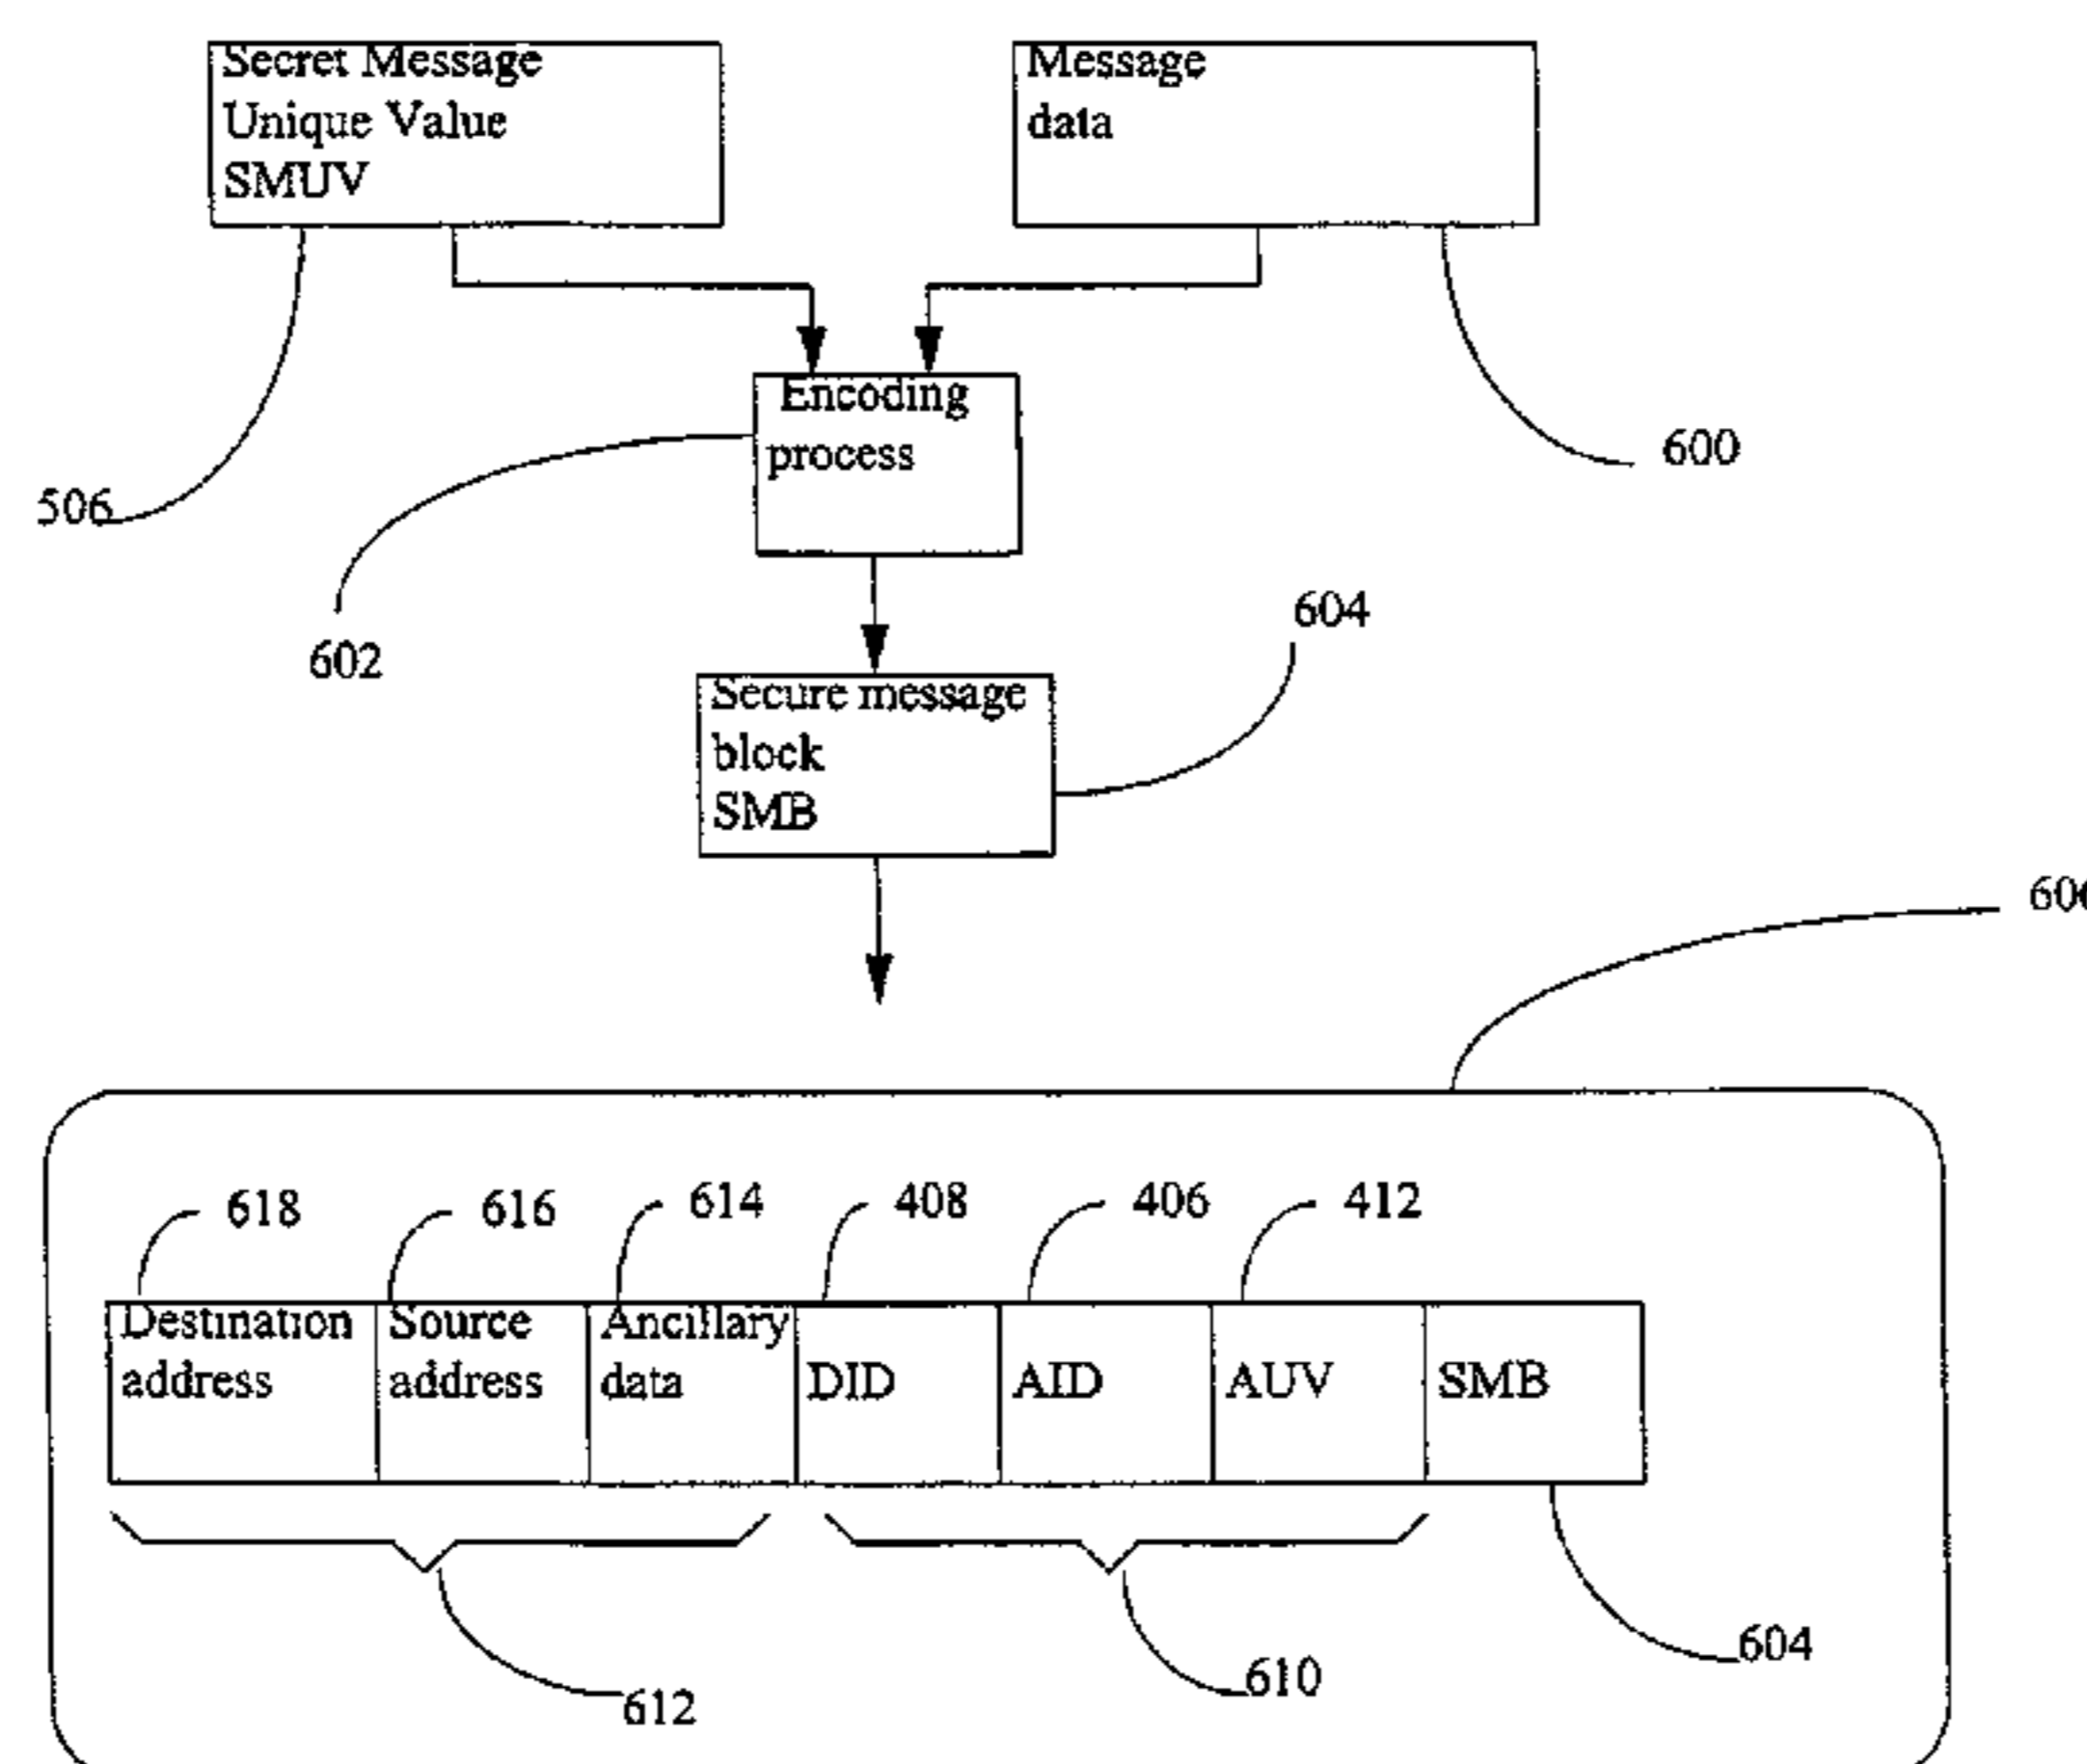 Secret Message
Unique Value
SMUV
Message
data
Encoding
process
600
506
604
602
Secure message
block
SMB
618
616
614
408
406
412
Destination
address
Source
address
Ancillary
data
DID
AID
AUV
SMB
604
610
612